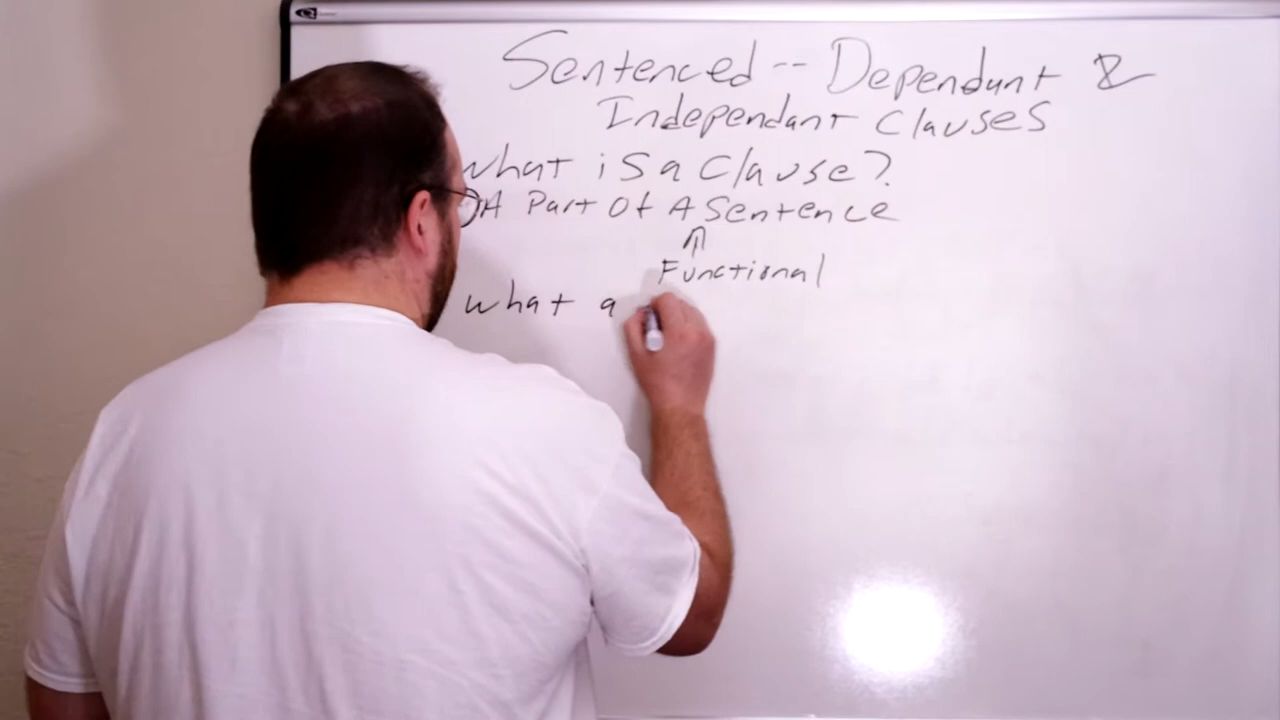 Sentenced -- Dependant &
Independant Clauses
What is a Clause?
A Part Of A Sentence
⇑
Functional
What a